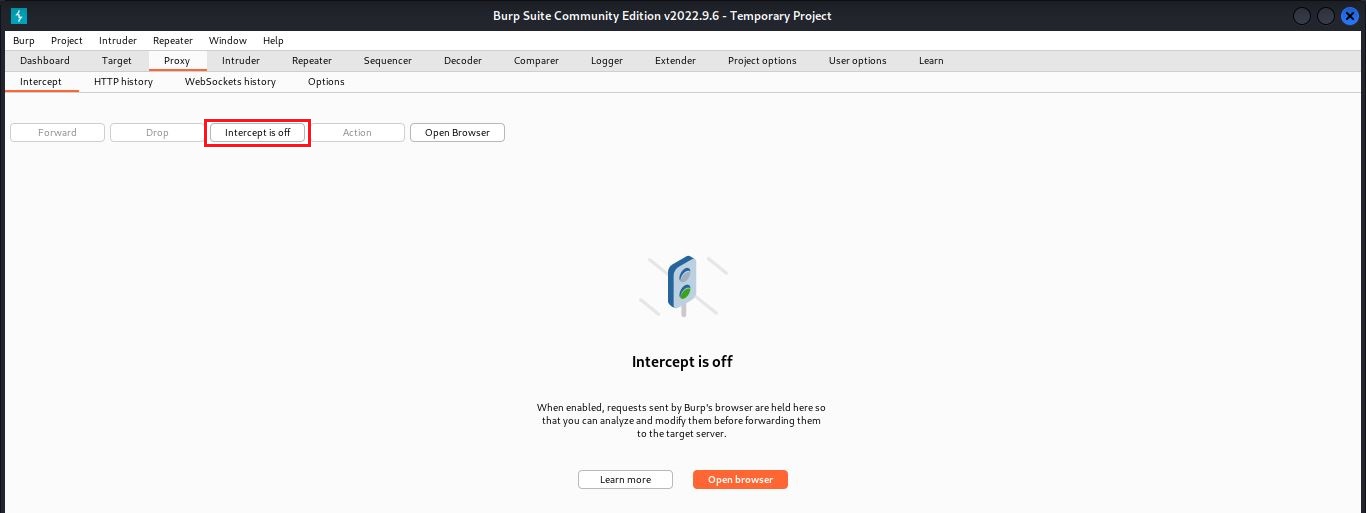 Burp Suite Community Edition v2022.9.6 - Temporary Project
Burp Project Intruder Repeater Window Help
Dashboard Target Proxy Intruder Repeater Sequencer Decoder Comparer Logger Extender Project options User options Learn
Intercept HTTP history WebSockets history Options
Forward Drop Intercept is off Action Open Browser
Intercept is off
When enabled, requests sent by Burp's browser are held here so
that you can analyze and modify them before forwarding them
to the target server.
Learn more Open browser